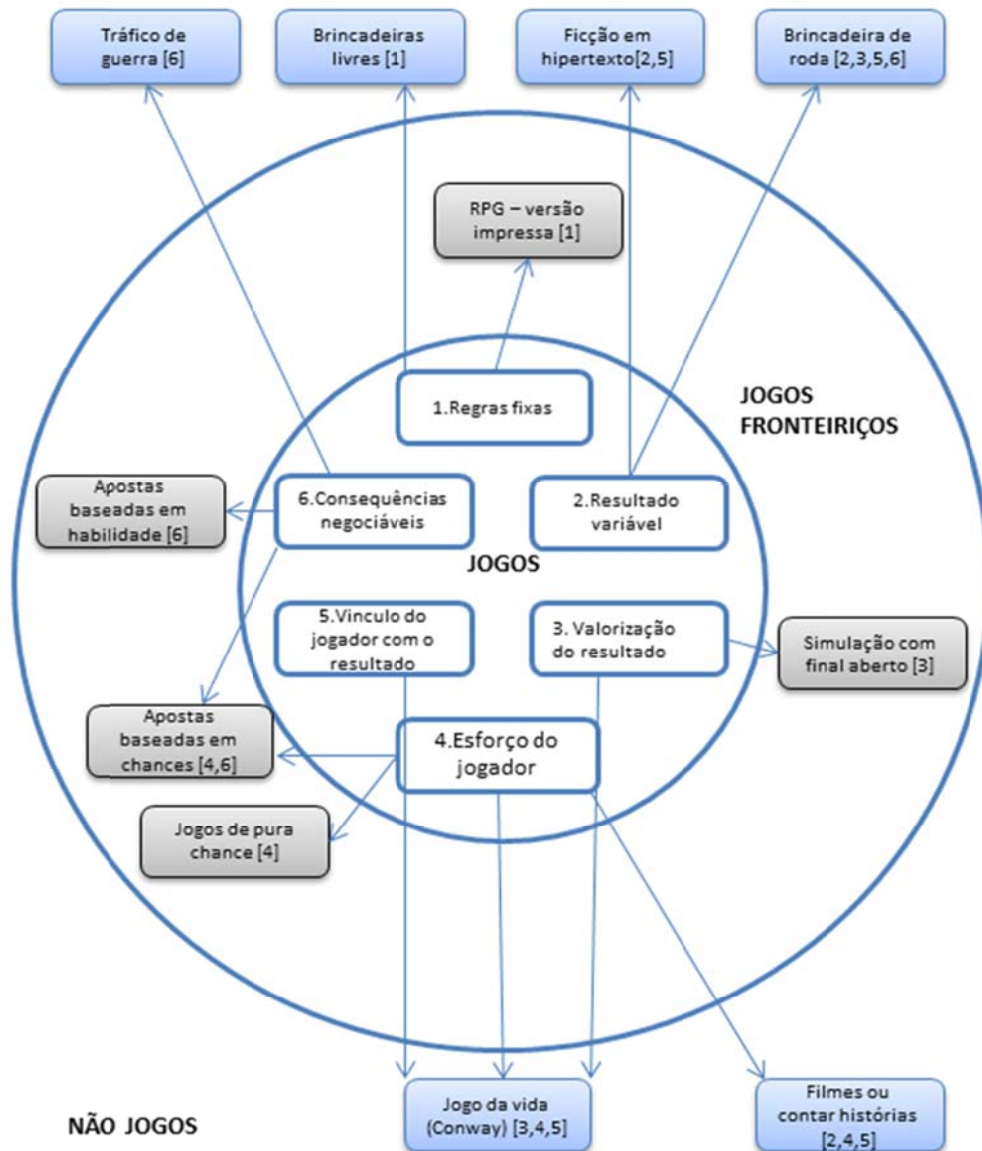 Tráfico de
guerra [6]
Brincadeiras
livres [1]
Ficção em
hipertexto[2,5]
Brincadeira de
roda [2,3,5,6]
RPG – versão
impressa [1]
1.Regras fixas
JOGOS
FRONTEIRIÇOS
Apostas
baseadas em
habilidade [6]
6.Consequências
negociáveis
2.Resultado
variável
JOGOS
5.Vinculo do
jogador com o
resultado
3. Valorização
do resultado
Simulação com
final aberto [3]
Apostas
baseadas em
chances [4,6]
4.Esforço do
jogador
Jogos de pura
chance [4]
NÃO JOGOS
Jogo da vida
(Conway) [3,4,5]
Filmes ou
contar histórias
[2,4,5]